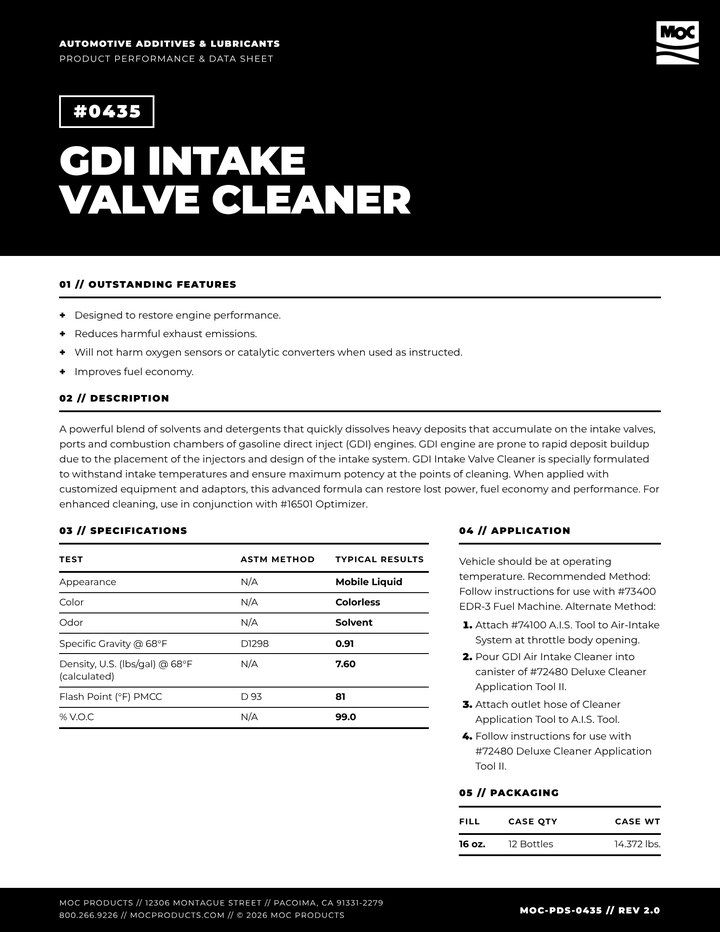 AUTOMOTIVE ADDITIVES & LUBRICANTS
PRODUCT PERFORMANCE & DATA SHEET
MOC
#0435
GDI INTAKE
VALVE CLEANER
01 // OUTSTANDING FEATURES
+ Designed to restore engine performance.
+ Reduces harmful exhaust emissions.
+ Will not harm oxygen sensors or catalytic converters when used as instructed.
+ Improves fuel economy.
02 // DESCRIPTION
A powerful blend of solvents and detergents that quickly dissolves heavy deposits that accumulate on the intake valves,
ports and combustion chambers of gasoline direct inject (GDI) engines. GDI engine are prone to rapid deposit buildup
due to the placement of the injectors and design of the intake system. GDI Intake Valve Cleaner is specially formulated
to withstand intake temperatures and ensure maximum potency at the points of cleaning. When applied with
customized equipment and adaptors, this advanced formula can restore lost power, fuel economy and performance. For
enhanced cleaning, use in conjunction with #16501 Optimizer.
03 // SPECIFICATIONS
TEST ASTM METHOD TYPICAL RESULTS
Appearance N/A Mobile Liquid
Color N/A Colorless
Odor N/A Solvent
Specific Gravity @ 68°F D1298 0.91
Density, U.S. (lbs/gal) @ 68°F N/A 7.60
(calculated)
Flash Point (°F) PMCC D 93 81
% V.O.C N/A 99.0
04 // APPLICATION
Vehicle should be at operating
temperature. Recommended Method:
Follow instructions for use with #73400
EDR-3 Fuel Machine. Alternate Method:
1. Attach #74100 A.I.S. Tool to Air-Intake
System at throttle body opening.
2. Pour GDI Air Intake Cleaner into
canister of #72480 Deluxe Cleaner
Application Tool II.
3. Attach outlet hose of Cleaner
Application Tool to A.I.S. Tool.
4. Follow instructions for use with
#72480 Deluxe Cleaner Application
Tool II.
05 // PACKAGING
FILL CASE QTY CASE WT
16 oz. 12 Bottles 14.372 lbs.
MOC PRODUCTS // 12306 MONTAGUE STREET // PACOIMA, CA 91331-2279
800.266.9226 // MOCPRODUCTS.COM // © 2026 MOC PRODUCTS
MOC-PDS-0435 // REV 2.0